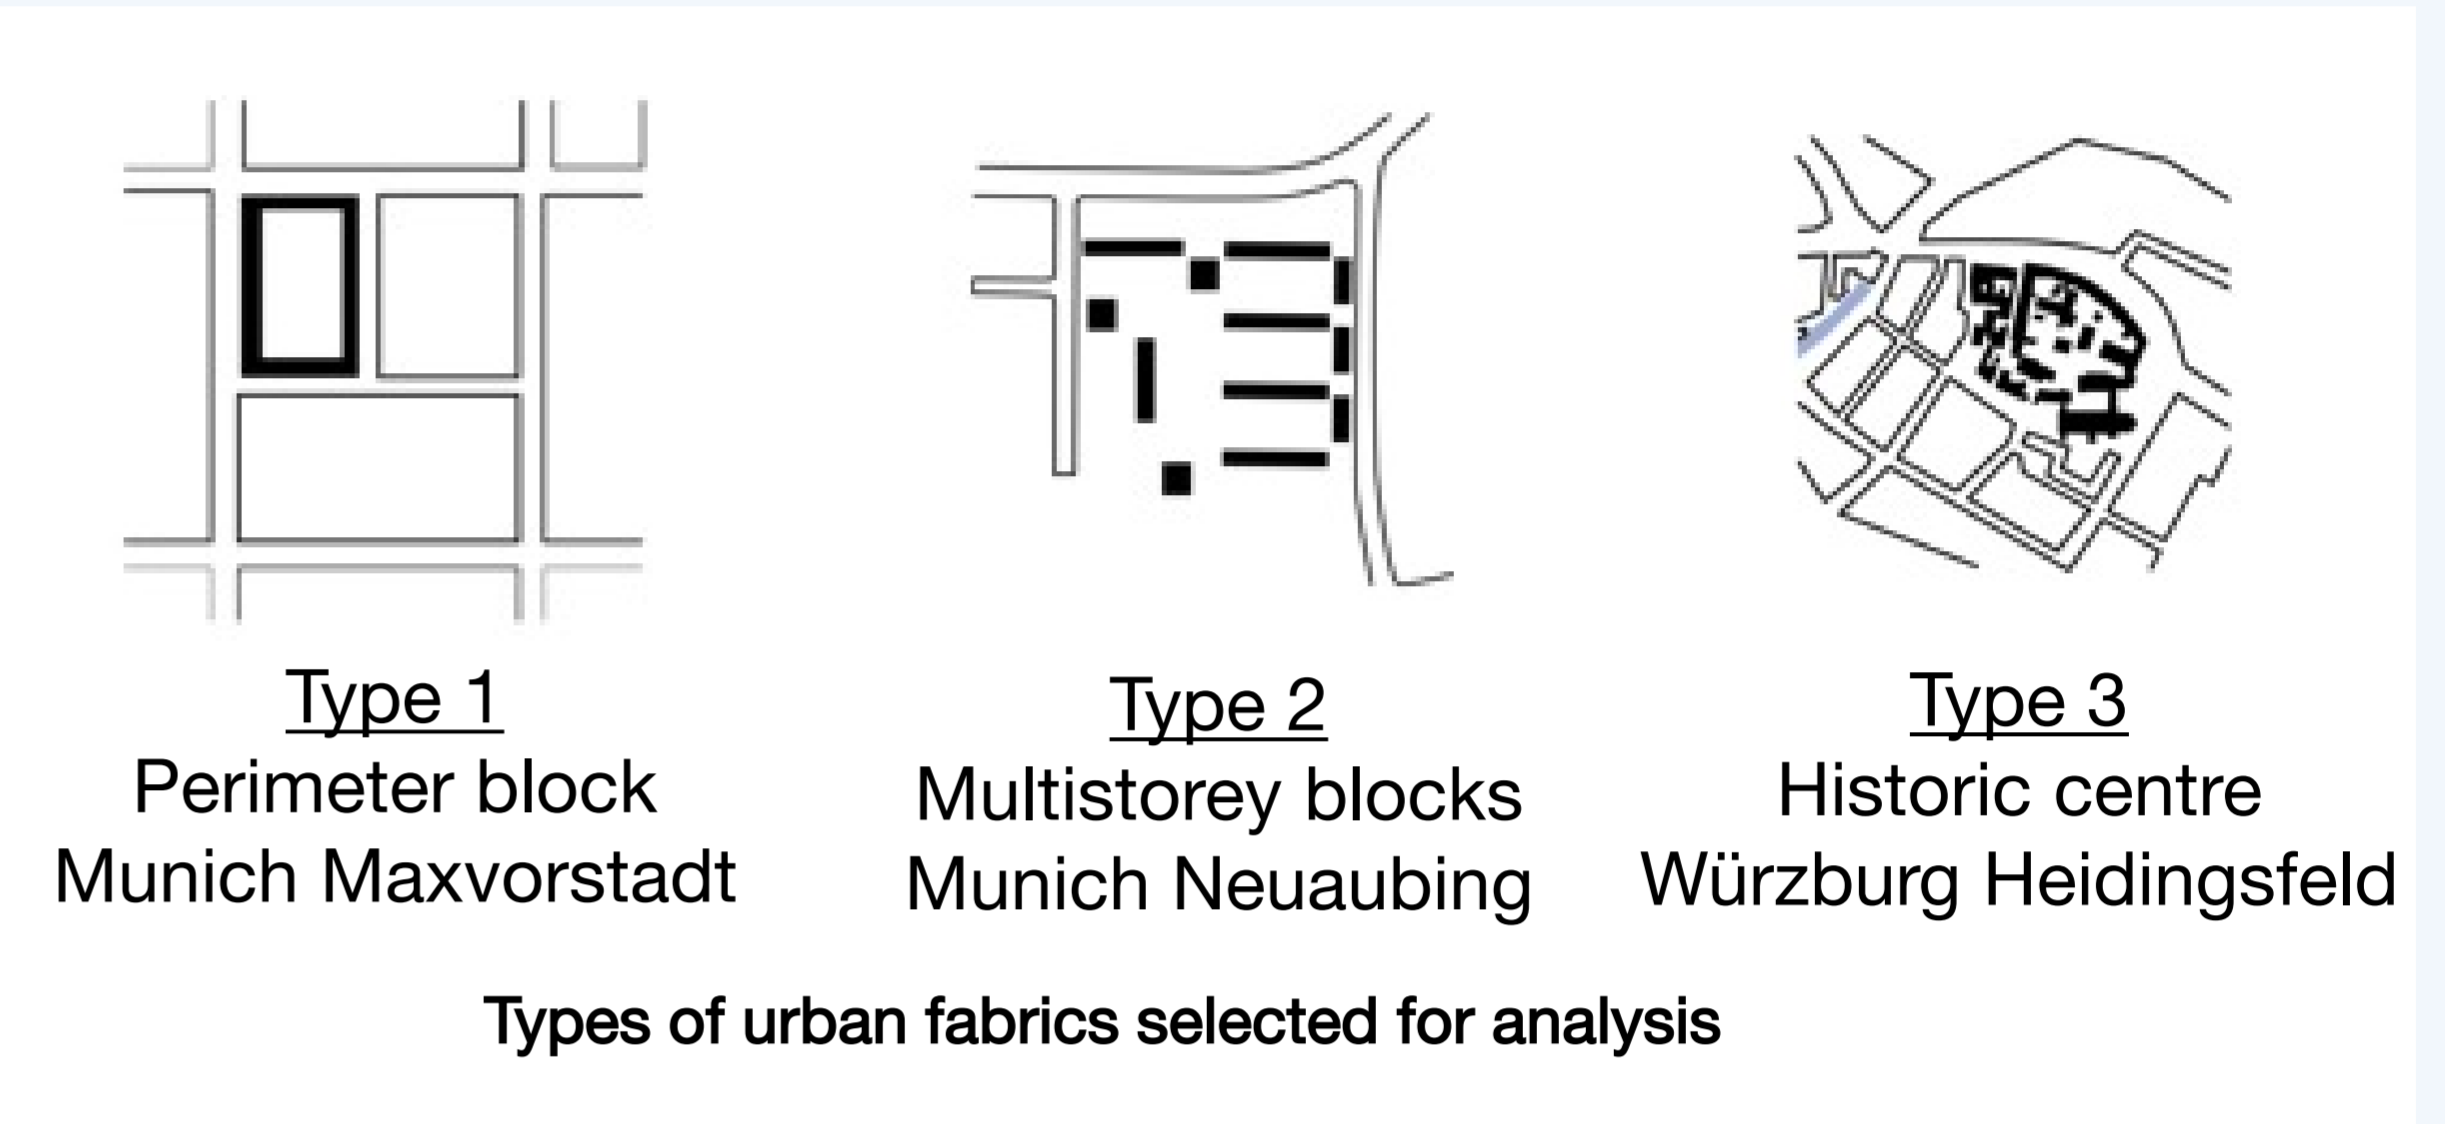 Type 1
Perimeter block
Munich Maxvorstadt
Type 2
Multistorey blocks
Munich Neuaubing
Type 3
Historic centre
Würzburg Heidingsfeld
Types of urban fabrics selected for analysis